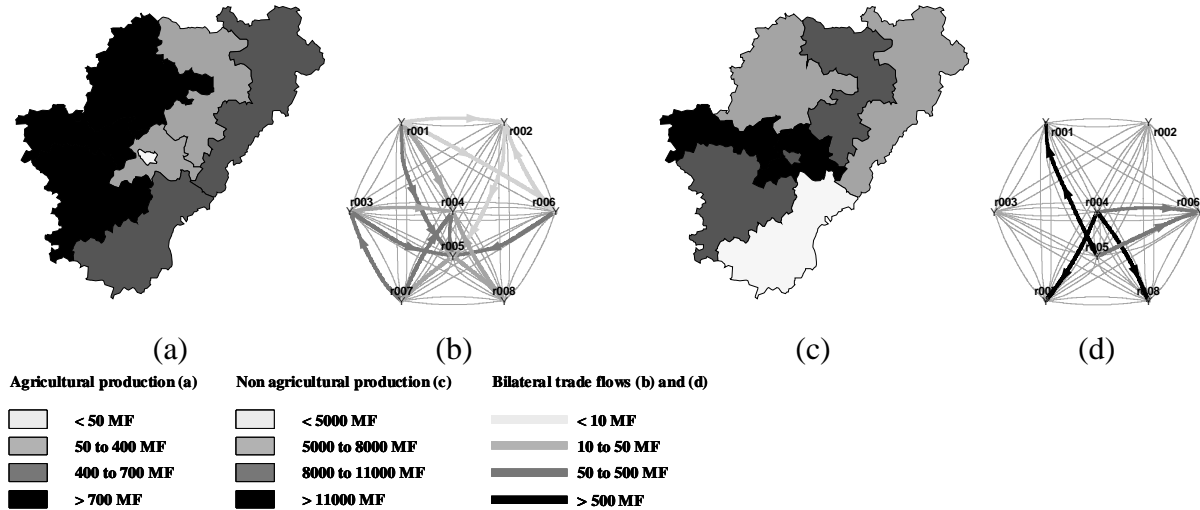 r001
r002
r003
r004
r006
r005
r007
r008
r001
r002
r003
r004
r006
r005
r00
r008
(a)
(b)
(c)
(d)
Agricultural production (a)
Non agricultural production (c)
Bilateral trade flows (b) and (d)
< 50 MF
< 5000 MF
< 10 MF
50 to 400 MF
5000 to 8000 MF
10 to 50 MF
400 to 700 MF
8000 to 11000 MF
50 to 500 MF
> 700 MF
> 11000 MF
> 500 MF